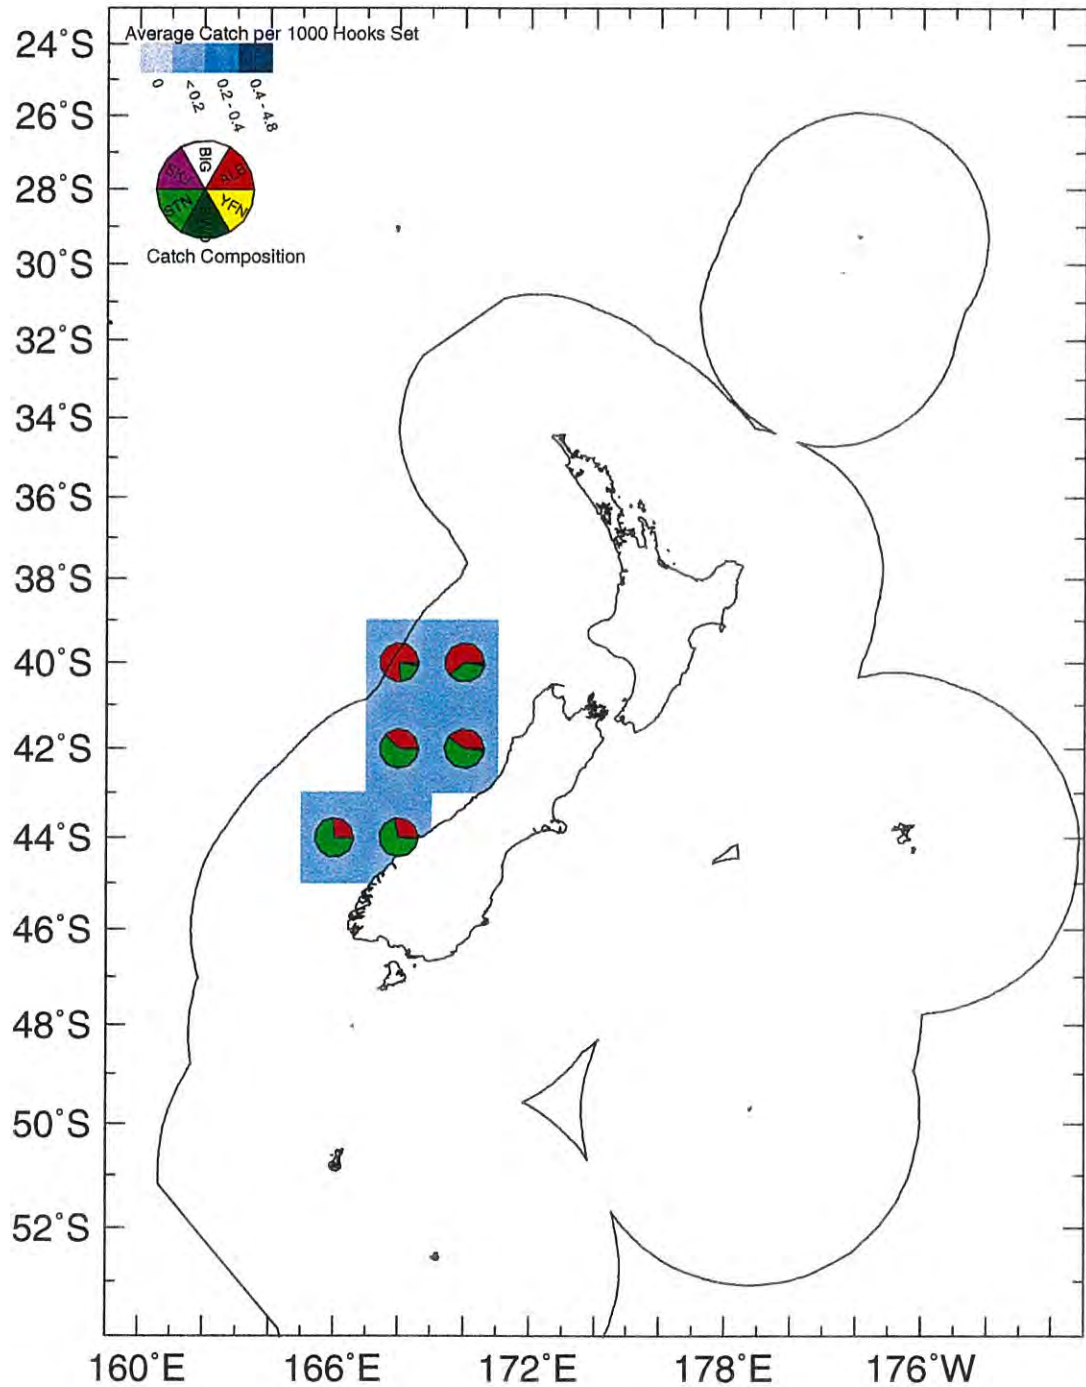 Average Catch per 1000 Hooks Set
0
<0.2
0.2 - 0.4
0.4 - 4.8
BIG
ALB
YFN
STN
SKJ
Catch Composition
24°S
26°S
28°S
30°S
32°S
34°S
36°S
38°S
40°S
42°S
44°S
46°S
48°S
50°S
52°S
160°E
166°E
172°E
178°E
176°W